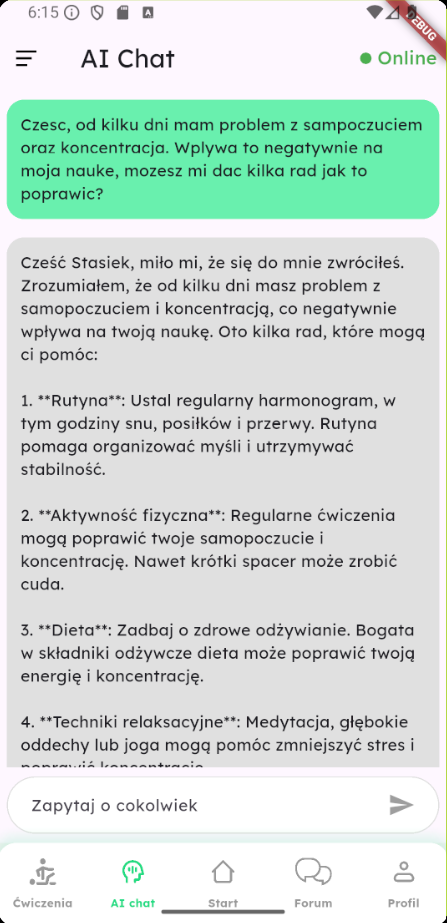 6:15
DEBUG
AI Chat
Online
Czesc, od kilku dni mam problem z sampoczuciem
oraz koncentracja. Wplywa to negatywnie na
moja nauke, mozesz mi dac kilka rad jak to
poprawic?
Cześć Stasiek, miło mi, że się do mnie zwróciłeś.
Zrozumiałem, że od kilku dni masz problem z
samopoczuciem i koncentracją, co negatywnie
wpływa na twoją naukę. Oto kilka rad, które mogą
ci pomóc:
1. **Rutyna**: Ustal regularny harmonogram, w
tym godziny snu, posiłków i przerwy. Rutyna
pomaga organizować myśli i utrzymywać
stabilność.
2. **Aktywność fizyczna**: Regularne ćwiczenia
mogą poprawić twoje samopoczucie i
koncentrację. Nawet krótki spacer może zrobić
cuda.
3. **Dieta**: Zadbaj o zdrowe odżywianie. Bogata
w składniki odżywcze dieta może poprawić twoją
energię i koncentrację.
4. **Techniki relaksacyjne**: Medytacja, głębokie
oddechy lub joga mogą pomóc zmniejszyć stres i
poprawić koncentrację.
Zapytaj o cokolwiek
Ćwiczenia
AI chat
Start
Forum
Profil